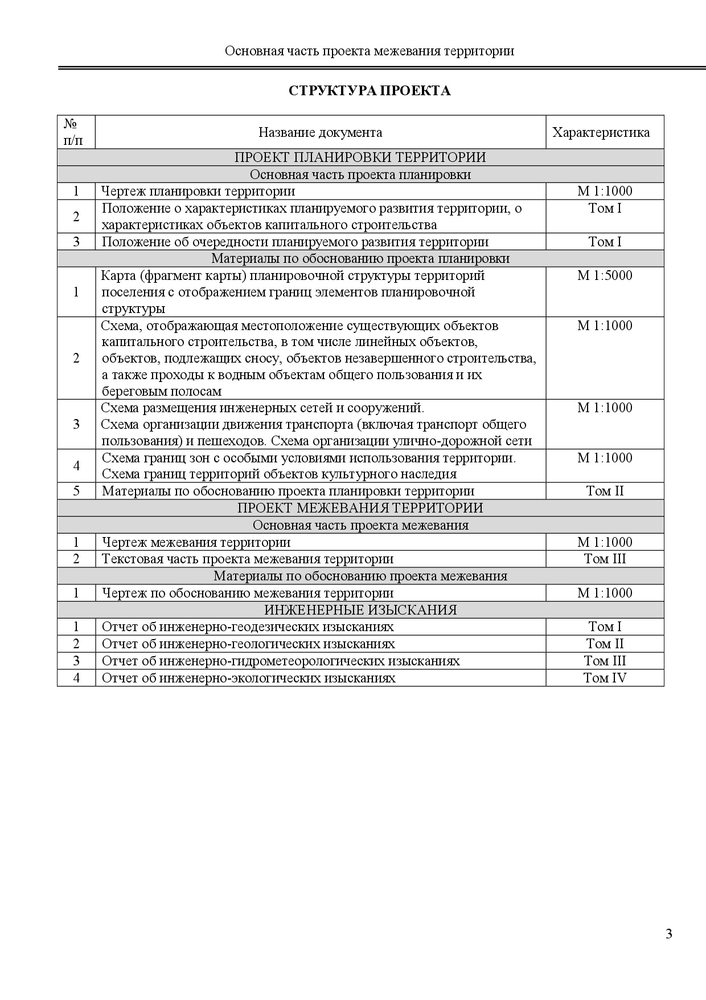 Основная часть проекта межевания территории
СТРУКТУРА ПРОЕКТА
№
п/п
Название документа
Характеристика
ПРОЕКТ ПЛАНИРОВКИ ТЕРРИТОРИИ
Основная часть проекта планировки
1 Чертеж планировки территории М 1:1000
2 Положение о характеристиках планируемого развития территории, о Том I
характеристиках объектов капитального строительства
3 Положение об очередности планируемого развития территории Том I
Материалы по обоснованию проекта планировки
1 Карта (фрагмент карты) планировочной структуры территорий М 1:5000
поселения с отображением границ элементов планировочной
структуры
2 Схема, отображающая местоположение существующих объектов М 1:1000
капитального строительства, в том числе линейных объектов,
объектов, подлежащих сносу, объектов незавершенного строительства,
а также проходы к водным объектам общего пользования и их
береговым полосам
3 Схема размещения инженерных сетей и сооружений. М 1:1000
Схема организации движения транспорта (включая транспорт общего
пользования) и пешеходов. Схема организации улично-дорожной сети
4 Схема границ зон с особыми условиями использования территории. М 1:1000
Схема границ территорий объектов культурного наследия
5 Материалы по обоснованию проекта планировки территории Том II
ПРОЕКТ МЕЖЕВАНИЯ ТЕРРИТОРИИ
Основная часть проекта межевания
1 Чертеж межевания территории М 1:1000
2 Текстовая часть проекта межевания территории Том III
Материалы по обоснованию проекта межевания
1 Чертеж по обоснованию межевания территории М 1:1000
ИНЖЕНЕРНЫЕ ИЗЫСКАНИЯ
1 Отчет об инженерно-геодезических изысканиях Том I
2 Отчет об инженерно-геологических изысканиях Том II
3 Отчет об инженерно-гидрометеорологических изысканиях Том III
4 Отчет об инженерно-экологических изысканиях Том IV
3